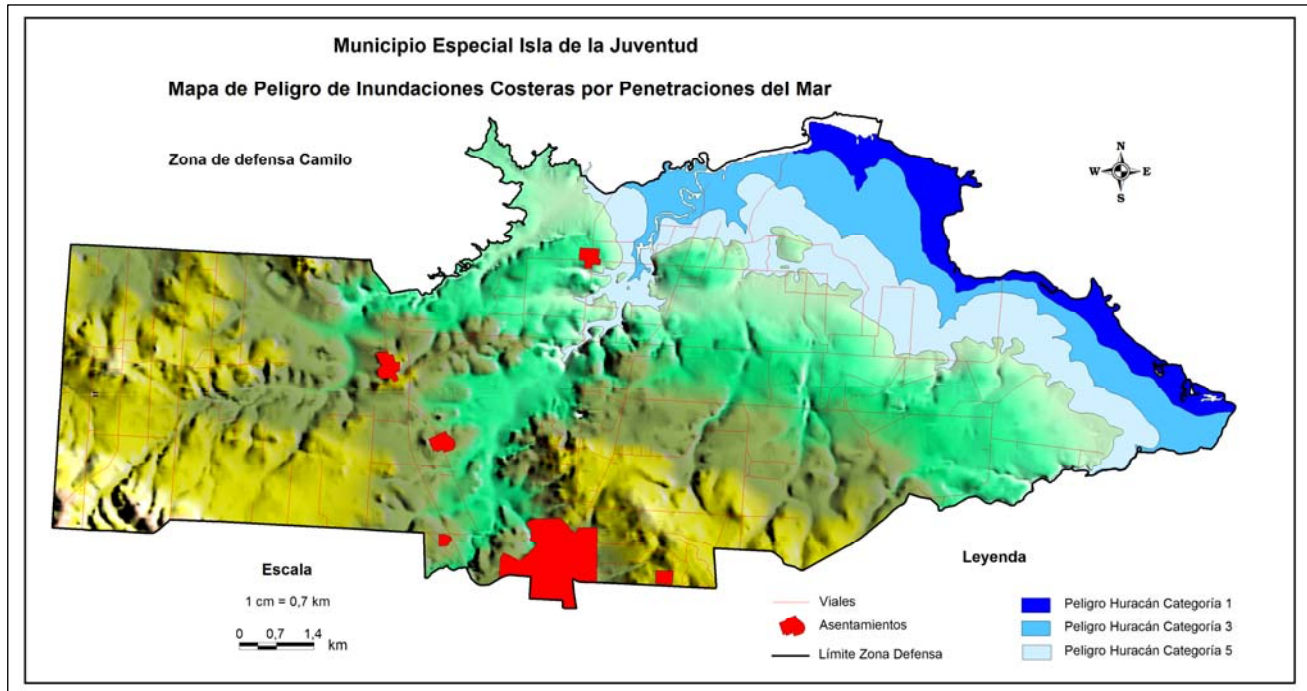 Municipio Especial Isla de la Juventud
Mapa de Peligro de Inundaciones Costeras por Penetraciones del Mar
Zona de defensa Camilo
N
W E
S
Escala
1 cm = 0,7 km
0 0,7 1,4
km
Leyenda
Viales
Asentamientos
Límite Zona Defensa
Peligro Huracán Categoría 1
Peligro Huracán Categoría 3
Peligro Huracán Categoría 5